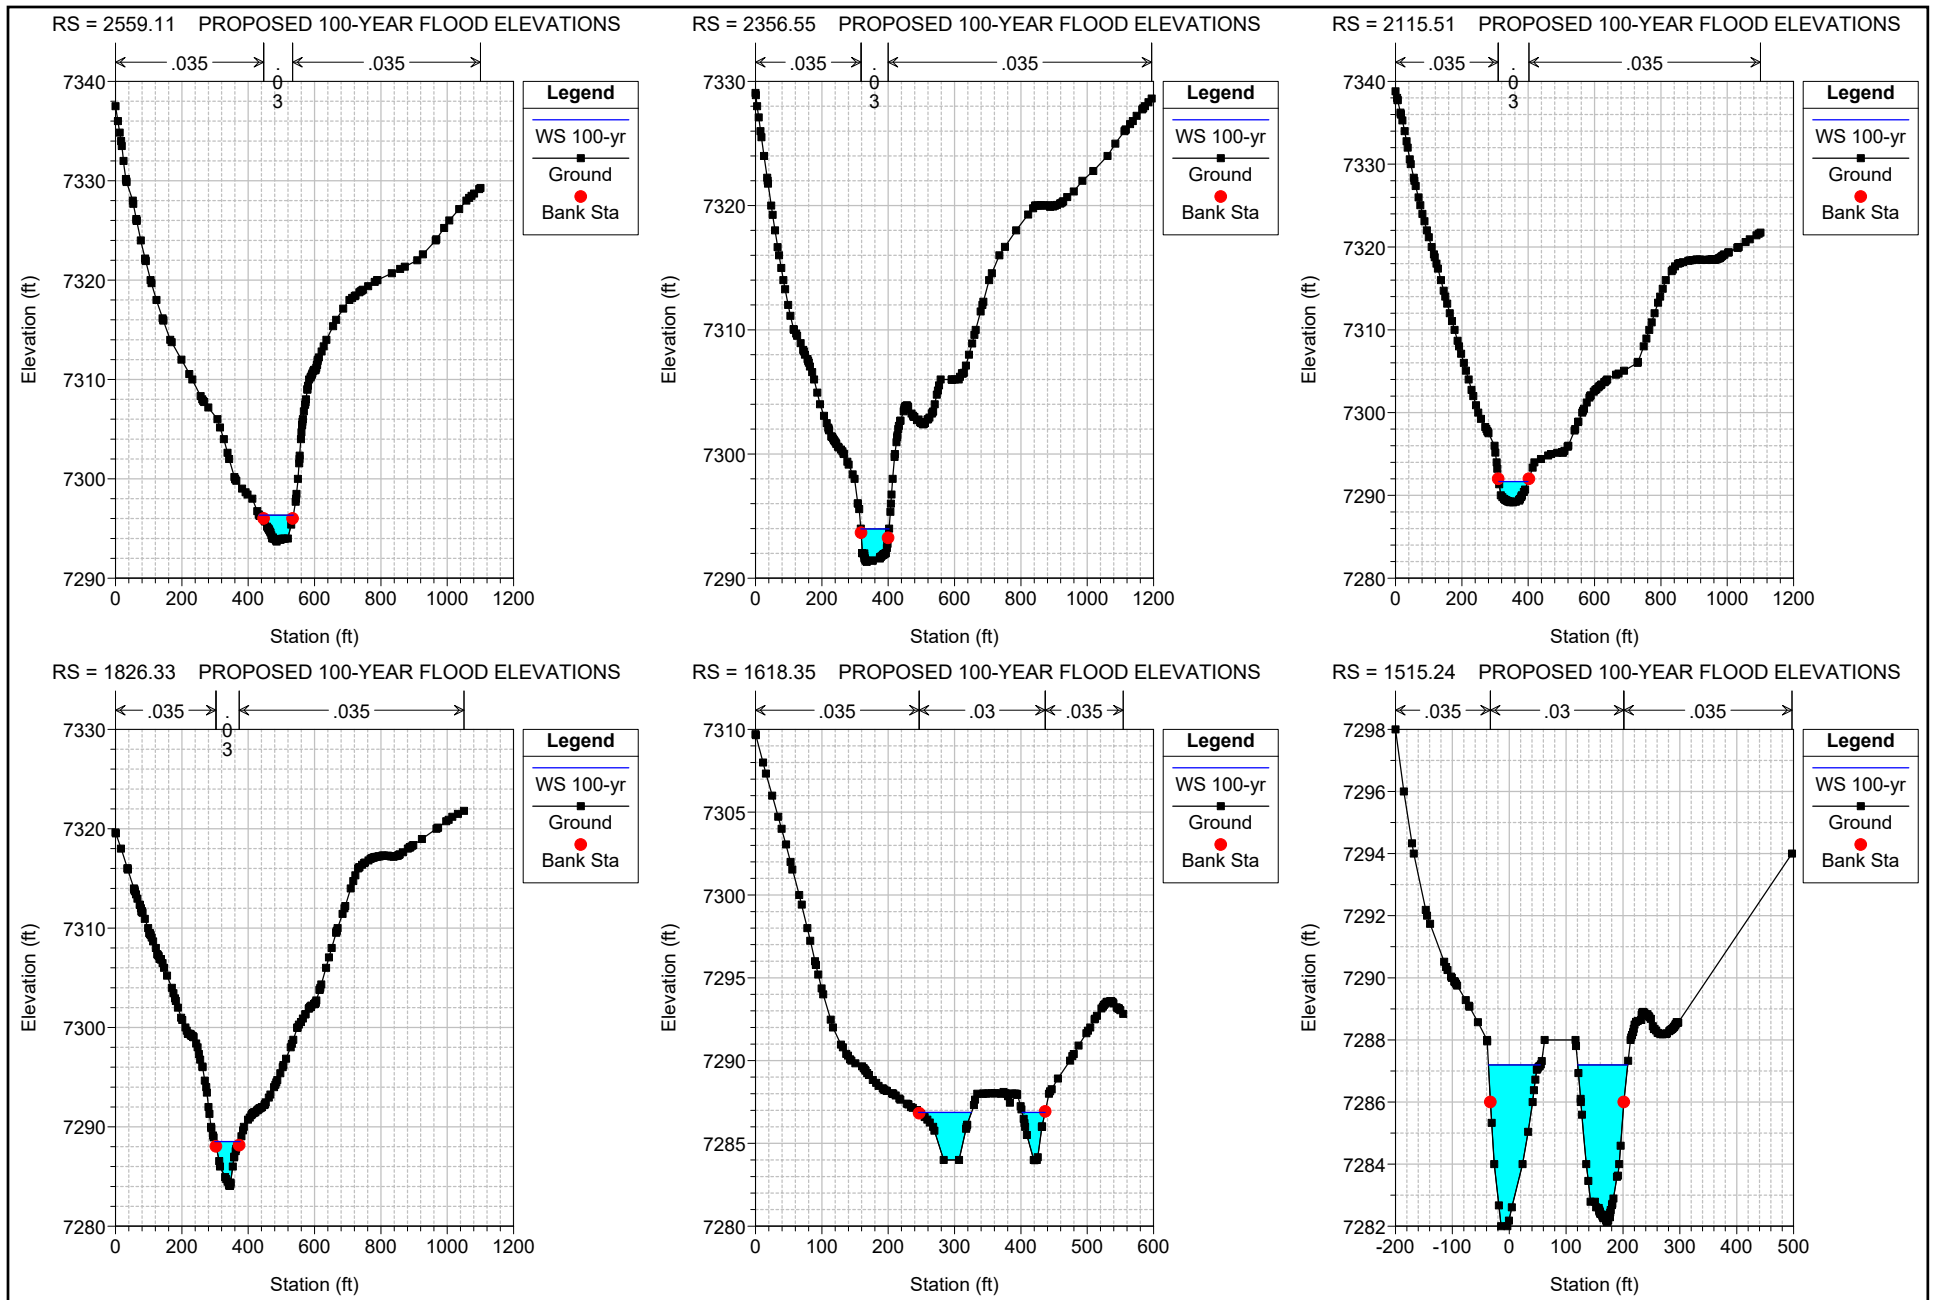 RS = 2559.11 PROPOSED 100-YEAR FLOOD ELEVATIONS
.035 .03 .035
7340
7330
7320
7310
7300
7290
Elevation (ft)
0 200 400 600 800 1000 1200
Station (ft)
Legend
WS 100-yr
Ground
Bank Sta
RS = 2356.55 PROPOSED 100-YEAR FLOOD ELEVATIONS
.035 .03 .035
7330
7320
7310
7300
7290
Elevation (ft)
0 200 400 600 800 1000 1200
Station (ft)
Legend
WS 100-yr
Ground
Bank Sta
RS = 2115.51 PROPOSED 100-YEAR FLOOD ELEVATIONS
.035 .03 .035
7340
7330
7320
7310
7300
7290
7280
Elevation (ft)
0 200 400 600 800 1000 1200
Station (ft)
Legend
WS 100-yr
Ground
Bank Sta
RS = 1826.33 PROPOSED 100-YEAR FLOOD ELEVATIONS
.035 .03 .035
7330
7320
7310
7300
7290
7280
Elevation (ft)
0 200 400 600 800 1000 1200
Station (ft)
Legend
WS 100-yr
Ground
Bank Sta
RS = 1618.35 PROPOSED 100-YEAR FLOOD ELEVATIONS
.035 .03 .035
7310
7305
7300
7295
7290
7285
7280
Elevation (ft)
0 100 200 300 400 500 600
Station (ft)
Legend
WS 100-yr
Ground
Bank Sta
RS = 1515.24 PROPOSED 100-YEAR FLOOD ELEVATIONS
.035 .03 .035
7298
7296
7294
7292
7290
7288
7286
7284
7282
Elevation (ft)
-200 -100 0 100 200 300 400 500
Station (ft)
Legend
WS 100-yr
Ground
Bank Sta